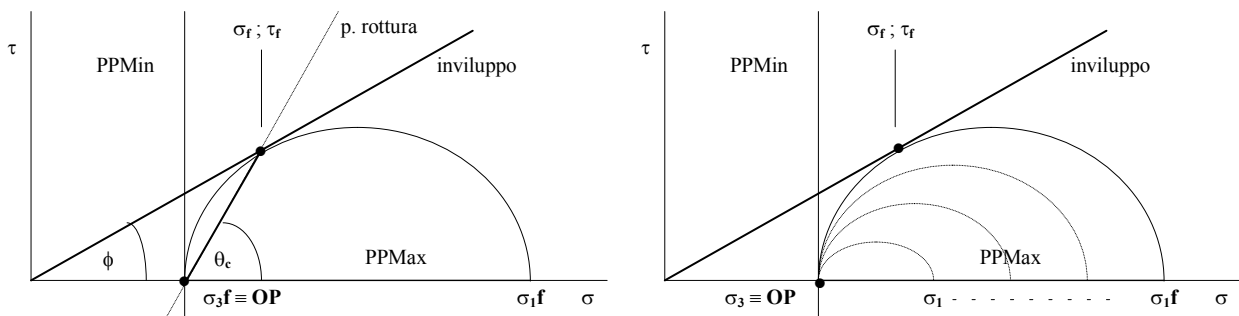 τ
σf ; τf
p. rottura
PPMin
inviluppo
ϕ
θc
PPMax
σ3f ≡ OP
σ1f
σ
τ
σf ; τf
PPMin
inviluppo
PPMax
σ3 ≡ OP
σ1 - - - - - - - - - σ1f
σ